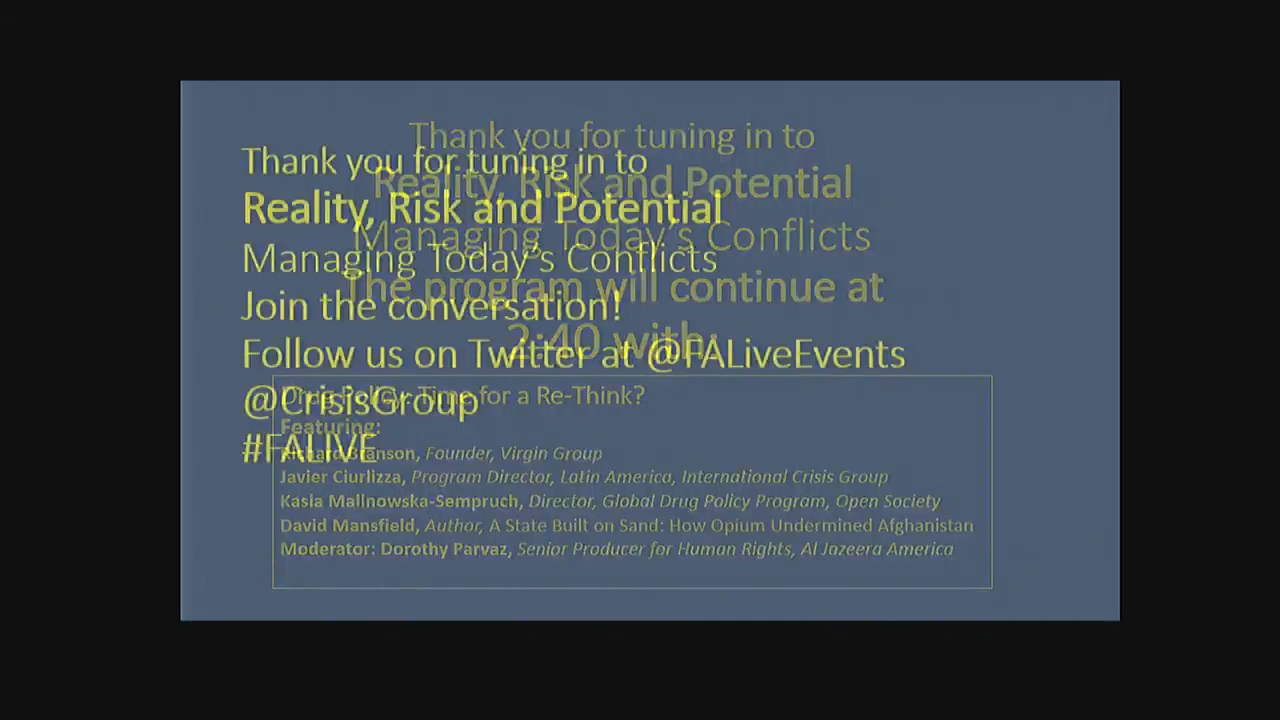 Thank you for tuning in to
Reality, Risk and Potential
Managing Today's Conflicts
Join the conversation!
Follow us on Twitter at @FALiveEvents
@CrisisGroup
#FALIVE
Thank you for tuning in to
Reality, Risk and Potential
Managing Today's Conflicts
The program will continue at
2:40 with:
Drug Policy: Time for a Re-Think?
Featuring:
Richard Branson, Founder, Virgin Group
Javier Ciurlizza, Program Director, Latin America, International Crisis Group
Kasia Malinowska-Sempruch, Director, Global Drug Policy Program, Open Society
David Mansfield, Author, A State Built on Sand: How Opium Undermined Afghanistan
Moderator: Dorothy Parvaz, Senior Producer for Human Rights, Al Jazeera America